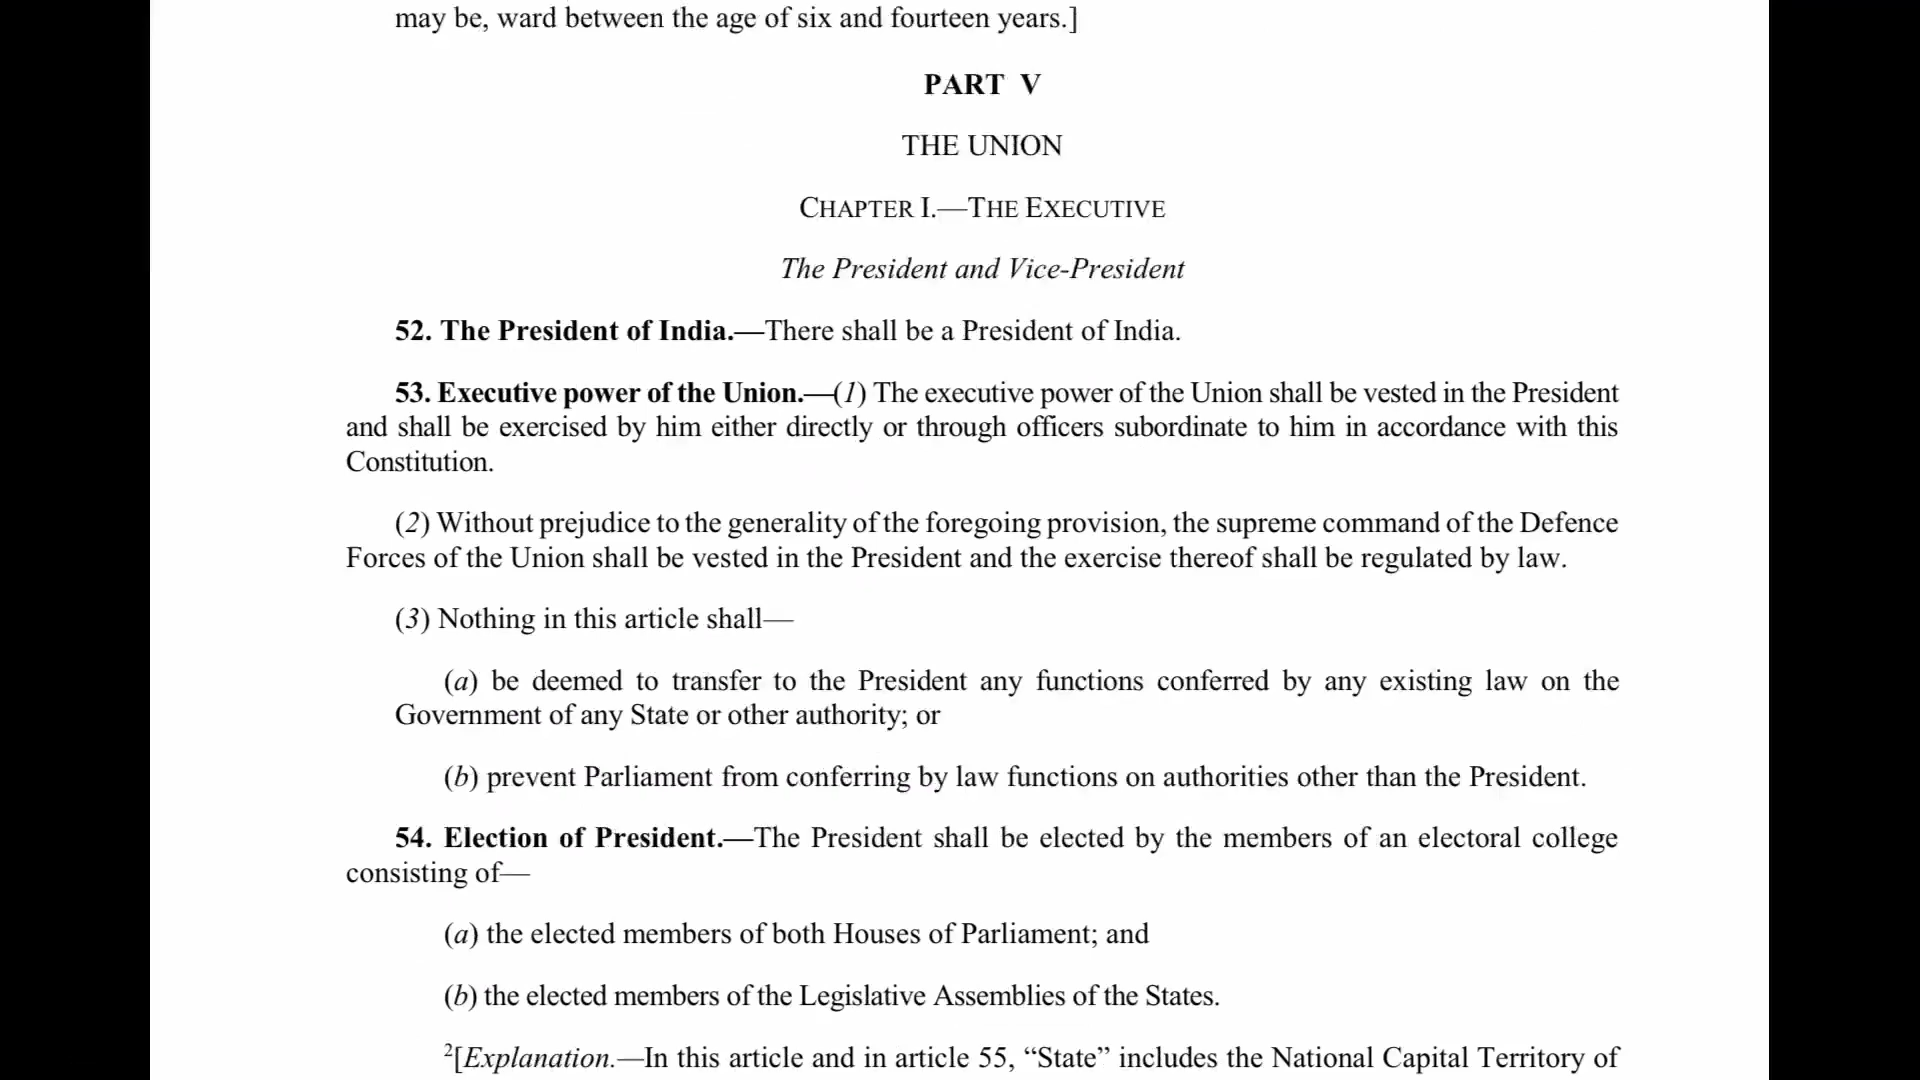 may be, ward between the age of six and fourteen years.]
PART V
THE UNION
CHAPTER I.—THE EXECUTIVE
The President and Vice-President
52. The President of India.—There shall be a President of India.
53. Executive power of the Union.—(1) The executive power of the Union shall be vested in the President
and shall be exercised by him either directly or through officers subordinate to him in accordance with this
Constitution.
(2) Without prejudice to the generality of the foregoing provision, the supreme command of the Defence
Forces of the Union shall be vested in the President and the exercise thereof shall be regulated by law.
(3) Nothing in this article shall—
(a) be deemed to transfer to the President any functions conferred by any existing law on the
Government of any State or other authority; or
(b) prevent Parliament from conferring by law functions on authorities other than the President.
54. Election of President.—The President shall be elected by the members of an electoral college
consisting of—
(a) the elected members of both Houses of Parliament; and
(b) the elected members of the Legislative Assemblies of the States.
2[Explanation.—In this article and in article 55, “State” includes the National Capital Territory of